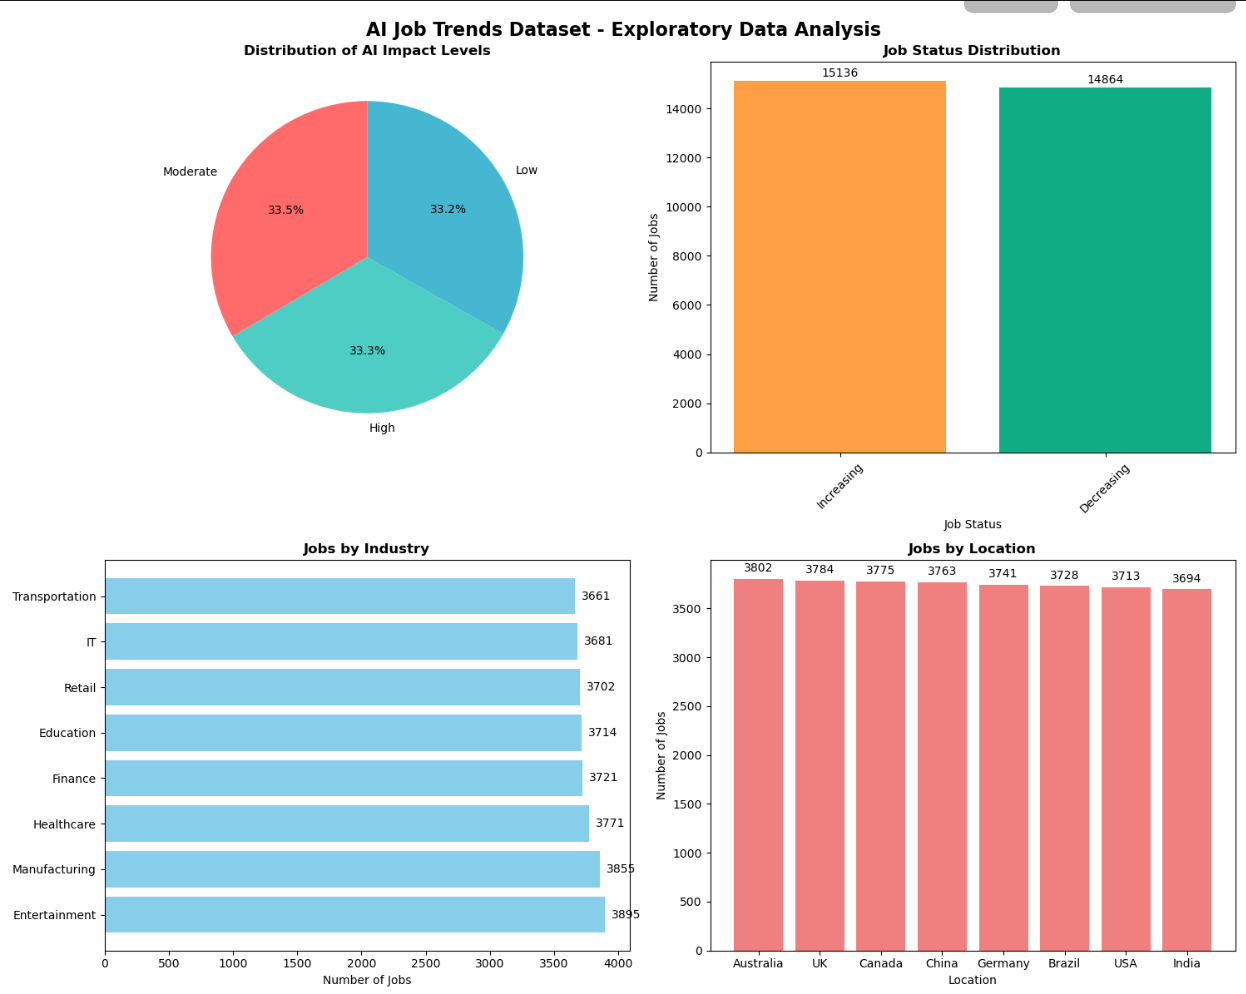 AI Job Trends Dataset - Exploratory Data Analysis
Distribution of AI Impact Levels
Moderate
Low
33.5%
33.2%
33.3%
High
Job Status Distribution
15136
14864
14000
12000
10000
8000
6000
4000
2000
0
Number of Jobs
Increasing
Decreasing
Job Status
Jobs by Industry
Transportation 3661
IT 3681
Retail 3702
Education 3714
Finance 3721
Healthcare 3771
Manufacturing 3855
Entertainment 3895
0 500 1000 1500 2000 2500 3000 3500 4000
Number of Jobs
Jobs by Location
3802 3784 3775 3763 3741 3728 3713 3694
3500
3000
2500
2000
1500
1000
500
0
Number of Jobs
Australia UK Canada China Germany Brazil USA India
Location